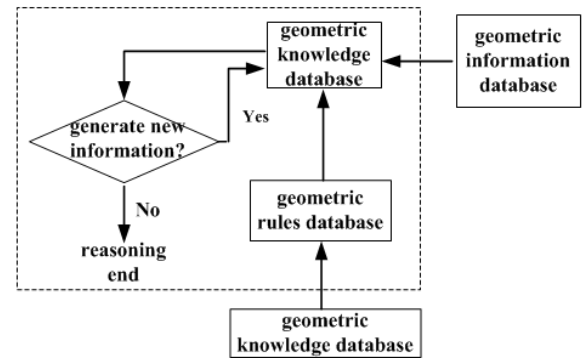 geometric
knowledge
database
geometric
information
database
generate new
information?
Yes
No
geometric
rules database
reasoning
end
geometric
knowledge database